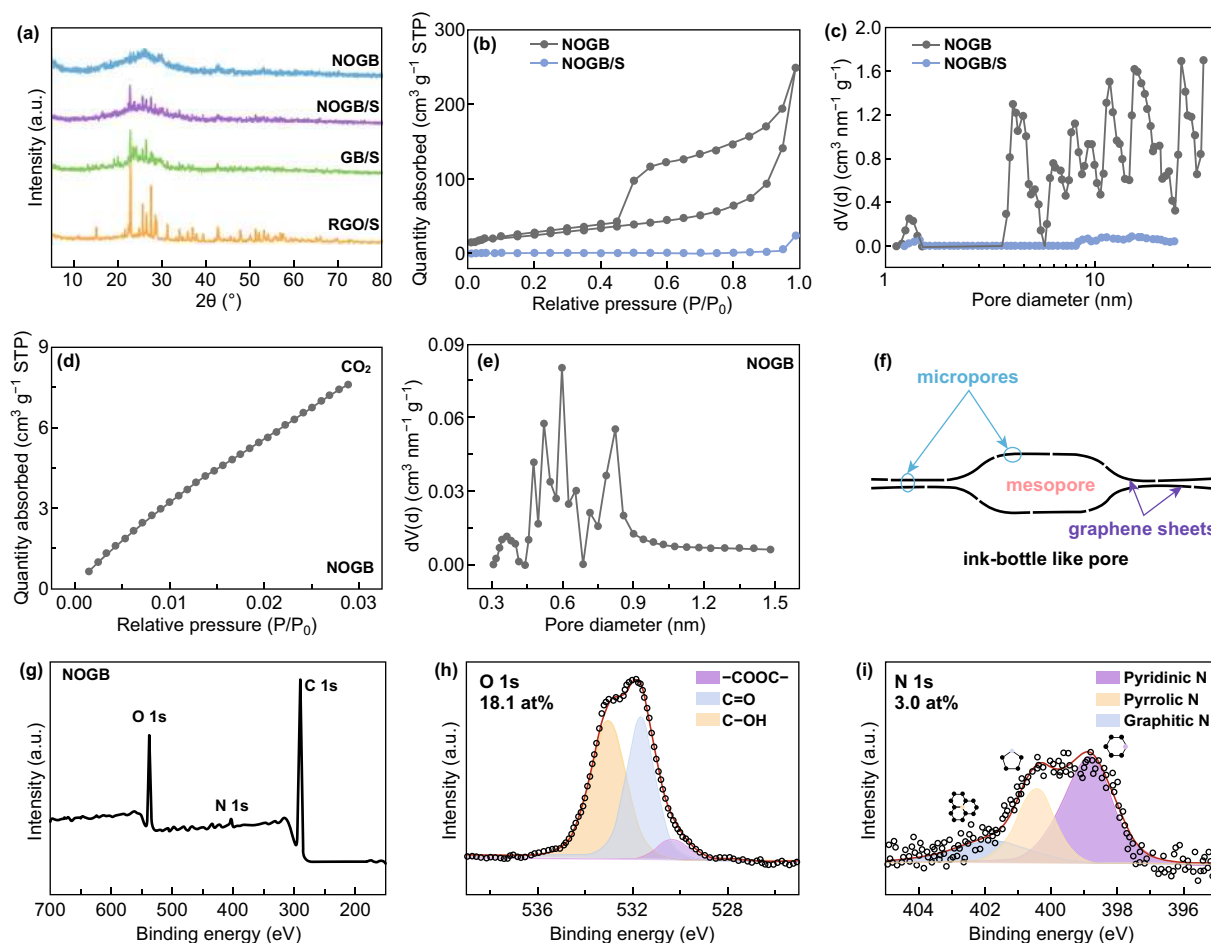 (a)
NOGB
NOGB/S
GB/S
RGO/S
Intensity (a.u.)
10 20 30 40 50 60 70 80
2θ (°)
(b)
NOGB
NOGB/S
Quantity absorbed (cm³ g⁻¹ STP)
300
250
200
150
100
50
0
0.0 0.2 0.4 0.6 0.8 1.0
Relative pressure (P/P₀)
(c)
NOGB
NOGB/S
dV(d) (cm³ nm⁻¹ g⁻¹)
1.8
1.6
1.2
0.8
0.4
0.0
1 10
Pore diameter (nm)
(d)
CO₂
NOGB
Quantity absorbed (cm³ g⁻¹ STP)
9
6
3
0
0.00 0.01 0.02 0.03
Relative pressure (P/P₀)
(e)
NOGB
dV(d) (cm³ nm⁻¹ g⁻¹)
0.09
0.06
0.03
0.00
0.3 0.6 0.9 1.2 1.5
Pore diameter (nm)
(f)
micropores
mesopore
graphene sheets
ink-bottle like pore
(g)
NOGB
O 1s
N 1s
C 1s
Intensity (a.u.)
700 600 500 400 300 200
Binding energy (eV)
(h)
O 1s
18.1 at%
−COOC−
C=O
C−OH
Intensity (a.u.)
536 532 528
Binding energy (eV)
(i)
N 1s
3.0 at%
Pyridinic N
Pyrrolic N
Graphitic N
Intensity (a.u.)
404 402 400 398 396
Binding energy (eV)